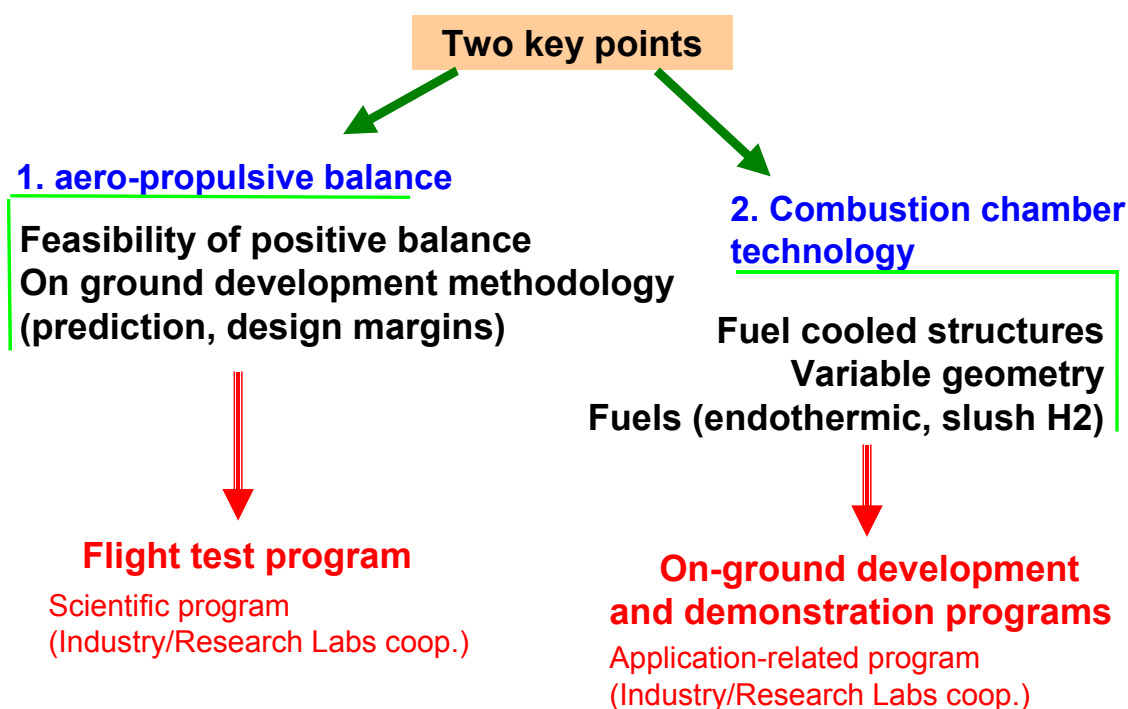 Two key points
1. aero-propulsive balance
Feasibility of positive balance
On ground development methodology
(prediction, design margins)
Flight test program
Scientific program
(Industry/Research Labs coop.)
2. Combustion chamber
technology
Fuel cooled structures
Variable geometry
Fuels (endothermic, slush H2)
On-ground development
and demonstration programs
Application-related program
(Industry/Research Labs coop.)